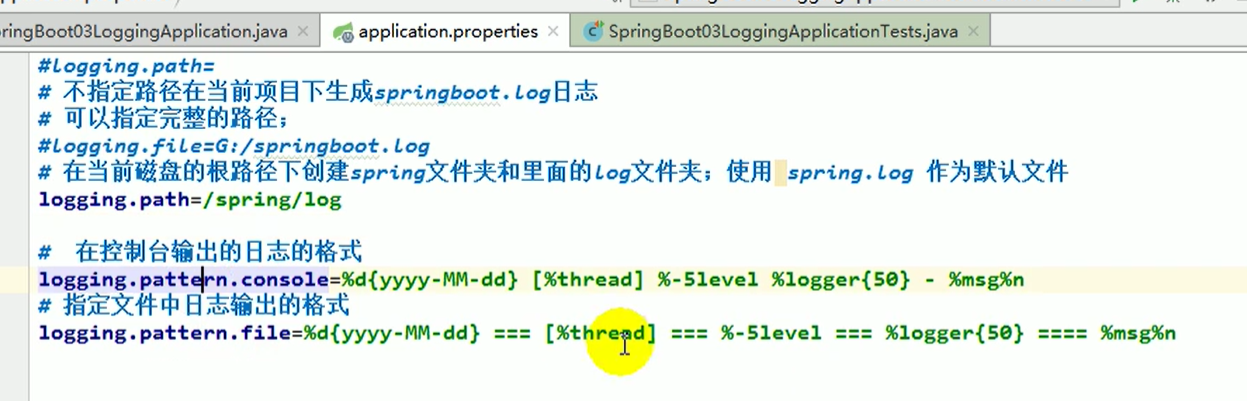 ringBoot03LoggingApplication.java × application.properties × SpringBoot03LoggingApplicationTests.java ×
#logging.path=
# 不指定路径在当前项目下生成springboot.log日志
# 可以指定完整的路径;
#logging.file=G:/springboot.log
# 在当前磁盘的根路径下创建spring文件夹和里面的log文件夹;使用 spring.log 作为默认文件
logging.path=/spring/log
# 在控制台输出的日志的格式
logging.pattern.console=%d{yyyy-MM-dd} [%thread] %-5level %logger{50} - %msg%n
# 指定文件中日志输出的格式
logging.pattern.file=%d{yyyy-MM-dd} === [%thread] === %-5level === %logger{50} ==== %msg%n